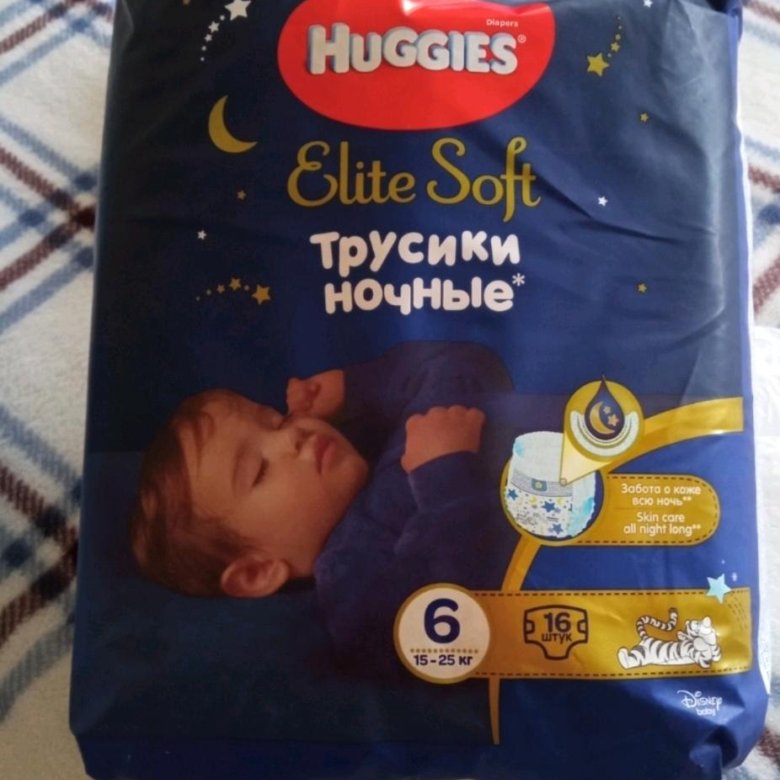 Diapers
HUGGIES®
Elite Soft
Трусики
ночные*
Забота о коже
всю ночь**
Skin care
all night long**
6
15-25 кг
16
штук
Disney
baby